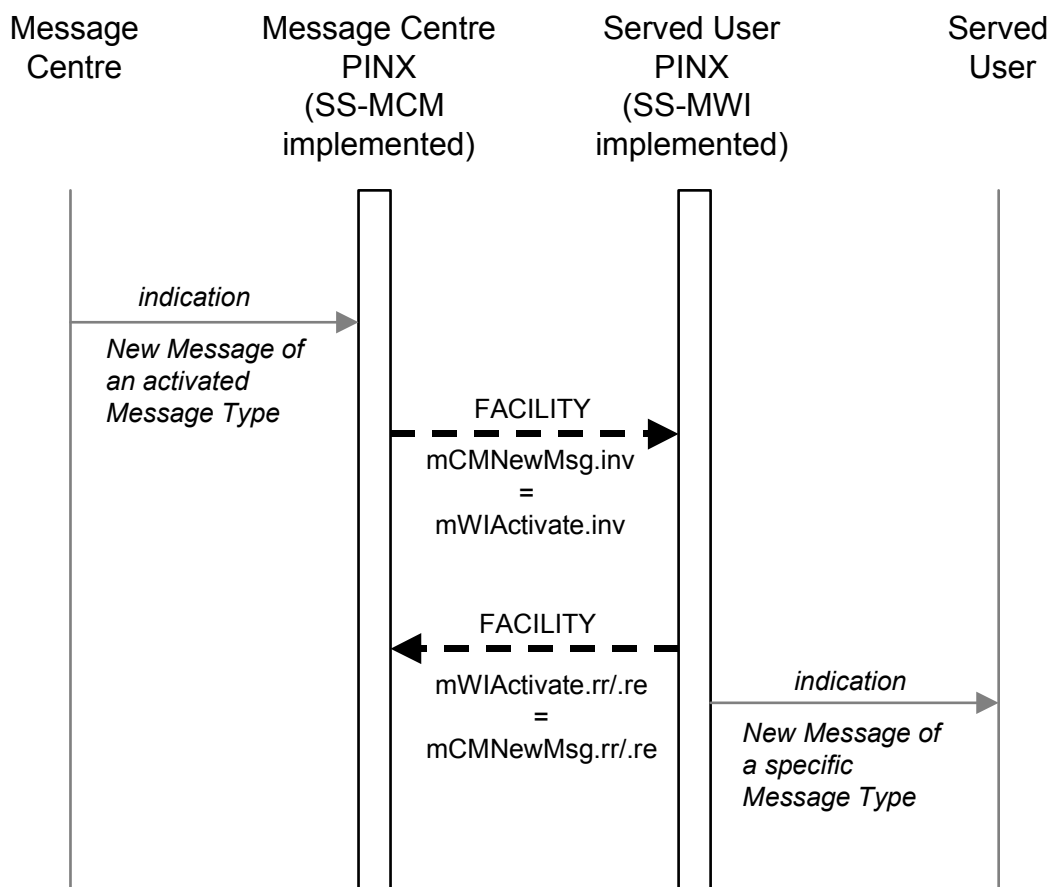 Message
Centre
Message Centre
PINX
(SS-MCM
implemented)
Served User
PINX
(SS-MWI
implemented)
Served
User
indication
New Message of
an activated
Message Type
FACILITY
mCMNewMsg.inv
=
mWIActivate.inv
FACILITY
mWIActivate.rr/.re
=
mCMNewMsg.rr/.re
indication
New Message of
a specific
Message Type